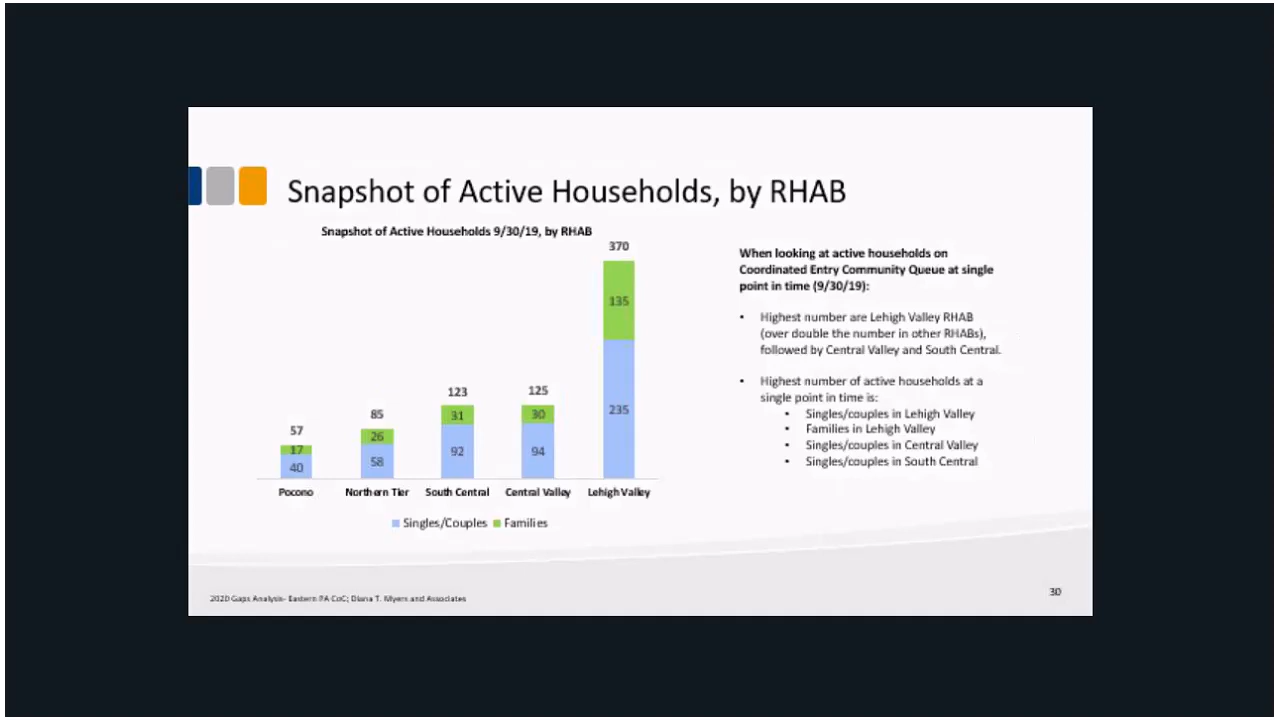 Snapshot of Active Households, by RHAB
Snapshot of Active Households 9/30/19, by RHAB
370
135
235
123
125
31
30
92
94
85
26
58
57
17
40
Pocono Northern Tier South Central Central Valley Lehigh Valley
Singles/Couples Families
When looking at active households on
Coordinated Entry Community Queue at single
point in time (9/30/19):
• Highest number are Lehigh Valley RHAB
(over double the number in other RHABs),
followed by Central Valley and South Central.
• Highest number of active households at a
single point in time is:
• Singles/couples in Lehigh Valley
• Families in Lehigh Valley
• Singles/couples in Central Valley
• Singles/couples in South Central
2020 Gaps Analysis- Eastern PA CoC; Diana T. Myers and Associates
30